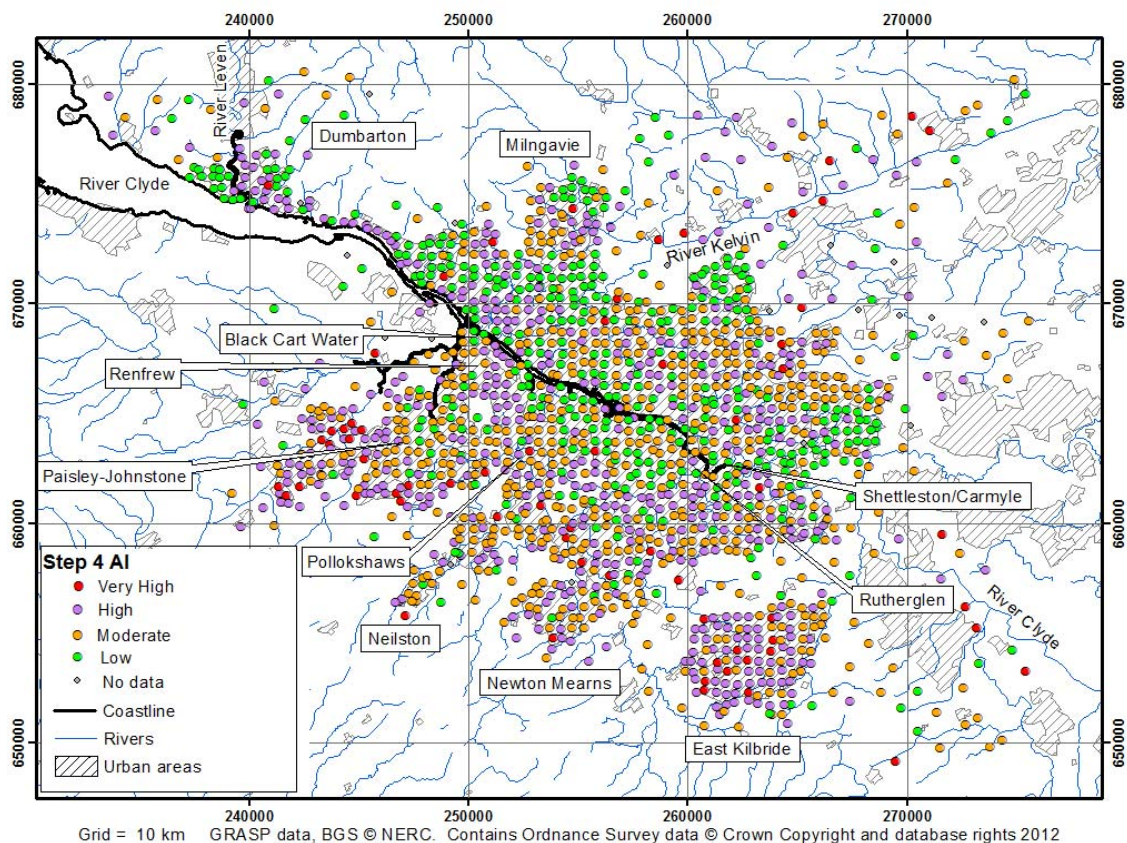 240000 250000 260000 270000
680000 680000
River Leven
Dumbarton
Milngavie
River Clyde
River Kelvin
670000 670000
Black Cart Water
Renfrew
Paisley-Johnstone
Shettleston/Carmyle
660000 660000
Pollokshaws
Rutherglen
River Clyde
Neilston
Newton Mearns
East Kilbride
650000 650000
Step 4 AI
Very High
High
Moderate
Low
No data
Coastline
Rivers
Urban areas
240000 250000 260000 270000
Grid = 10 km GRASP data, BGS © NERC. Contains Ordnance Survey data © Crown Copyright and database rights 2012